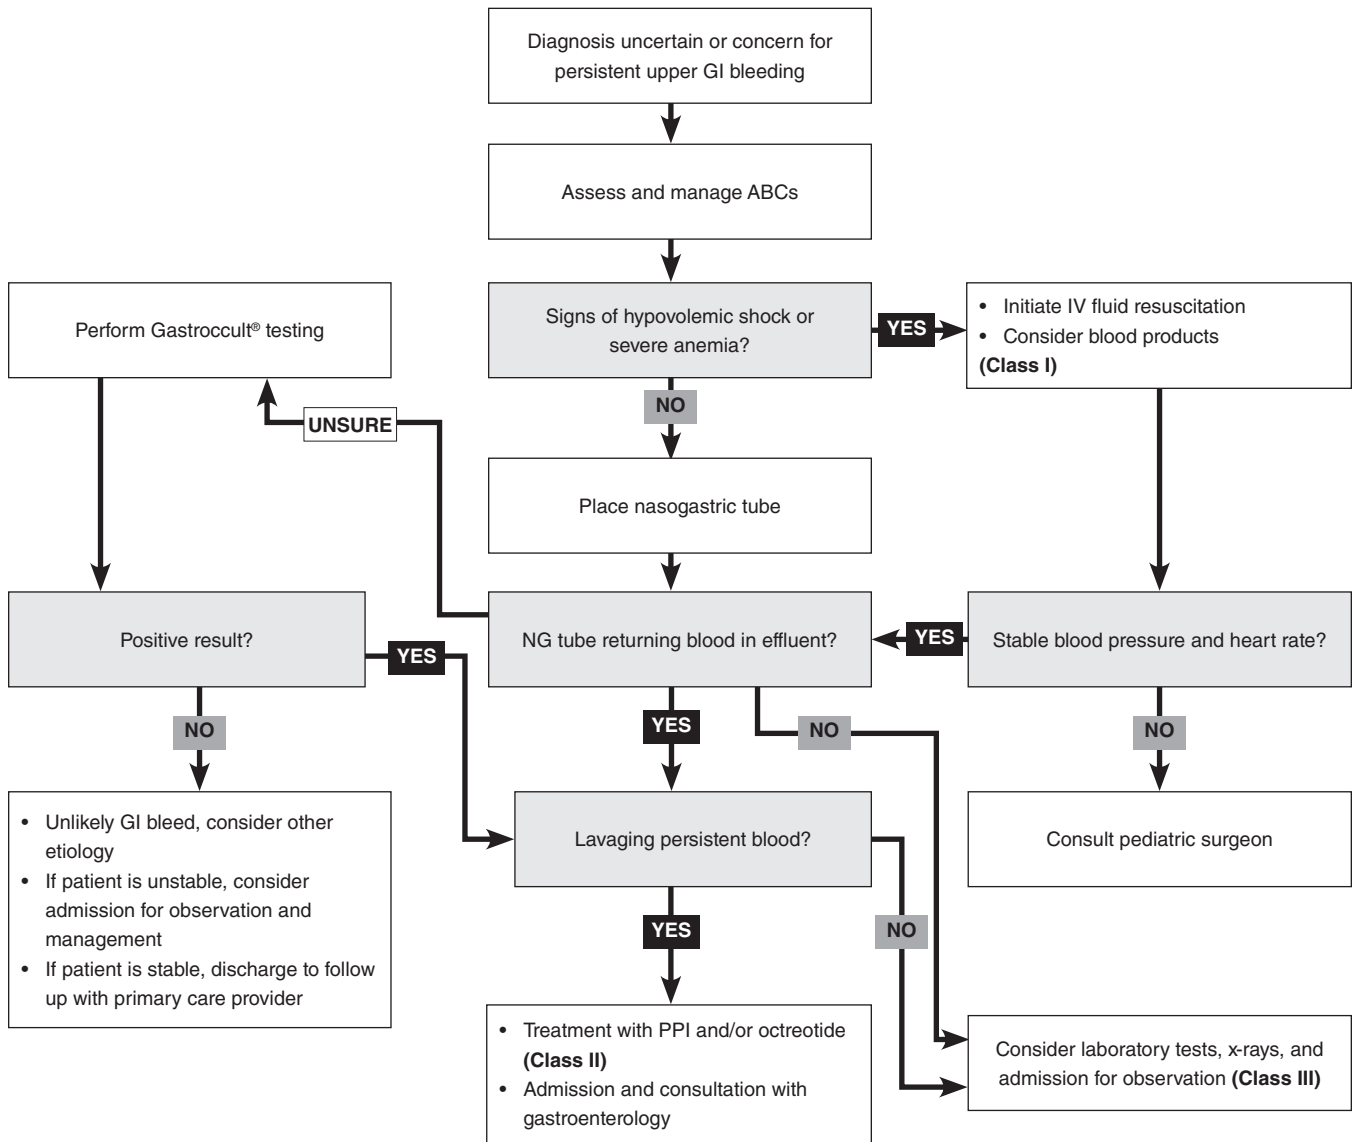 Diagnosis uncertain or concern for
persistent upper GI bleeding
Assess and manage ABCs
Signs of hypovolemic shock or
severe anemia?
YES
• Initiate IV fluid resuscitation
• Consider blood products
(Class I)
Perform Gastroccult® testing
NO
UNSURE
Place nasogastric tube
Positive result?
YES
NG tube returning blood in effluent?
YES
Stable blood pressure and heart rate?
NO
YES
NO
NO
• Unlikely GI bleed, consider other
etiology
• If patient is unstable, consider
admission for observation and
management
• If patient is stable, discharge to follow
up with primary care provider
Lavaging persistent blood?
Consult pediatric surgeon
YES
NO
• Treatment with PPI and/or octreotide
(Class II)
• Admission and consultation with
gastroenterology
Consider laboratory tests, x-rays, and
admission for observation (Class III)